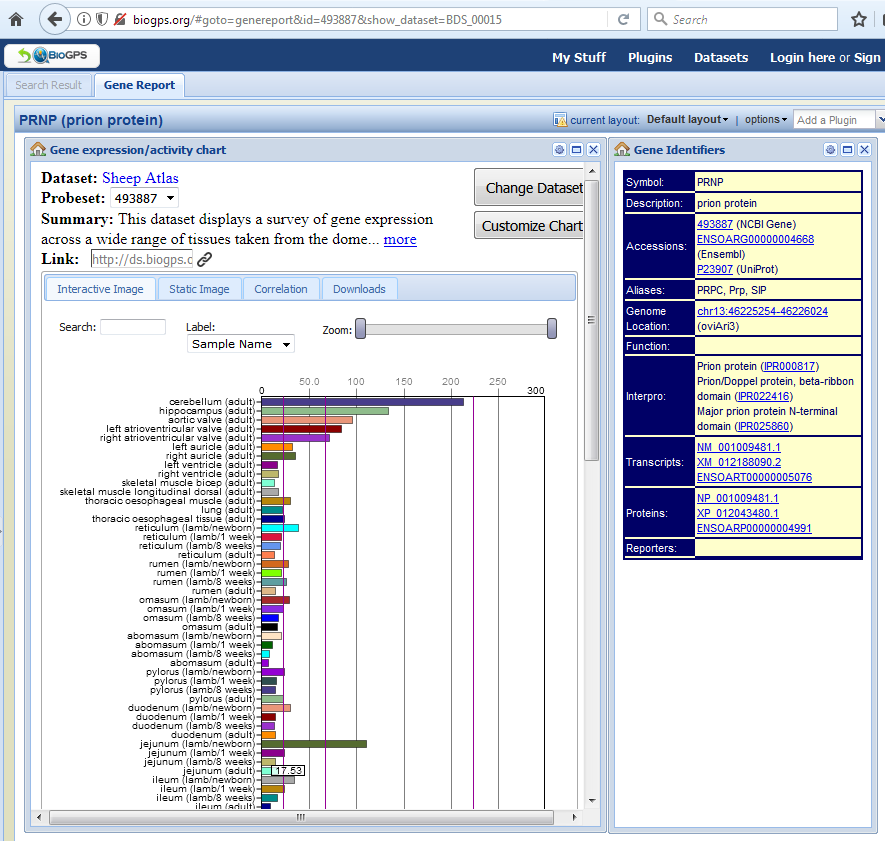 biogps.org/#goto=genereport&id=493887&show_dataset=BDS_00015
Search
BioGPS
My Stuff Plugins Datasets Login here or Sign
Search Result Gene Report
PRNP (prion protein)
current layout: Default layout | options Add a Plugin
Gene expression/activity chart
Dataset: Sheep Atlas
Change Dataset
Probeset: 493887
Summary: This dataset displays a survey of gene expression
Customize Chart
across a wide range of tissues taken from the dome... more
Link: http://ds.biogps.c
Interactive Image Static Image Correlation Downloads
Search: Label: Zoom:
Sample Name
0 50.0 100 150 200 250 300
cerebellum (adult)
hippocampus (adult)
aortic valve (adult)
left atrioventricular valve (adult)
right atrioventricular valve (adult)
left auricle (adult)
right auricle (adult)
left ventricle (adult)
right ventricle (adult)
skeletal muscle bicep (adult)
skeletal muscle longitudinal dorsal (adult)
thoracic oesophageal muscle (adult)
lung (adult)
thoracic oesophageal tissue (adult)
reticulum (lamb/newborn)
reticulum (lamb/1 week)
reticulum (lamb/8 weeks)
reticulum (adult)
rumen (lamb/newborn)
rumen (lamb/1 week)
rumen (lamb/8 weeks)
rumen (adult)
omasum (lamb/newborn)
omasum (lamb/1 week)
omasum (lamb/8 weeks)
omasum (adult)
abomasum (lamb/newborn)
abomasum (lamb/1 week)
abomasum (lamb/8 weeks)
abomasum (adult)
pylorus (lamb/newborn)
pylorus (lamb/1 week)
pylorus (lamb/8 weeks)
pylorus (adult)
duodenum (lamb/newborn)
duodenum (lamb/1 week)
duodenum (lamb/8 weeks)
duodenum (adult)
jejunum (lamb/newborn)
jejunum (lamb/1 week)
jejunum (lamb/8 weeks)
jejunum (adult) 17.53
ileum (lamb/newborn)
ileum (lamb/1 week)
ileum (lamb/8 weeks)
ileum (adult)
Gene Identifiers
Symbol: PRNP
Description: prion protein
Accessions: 493887 (NCBI Gene)
ENSOARG00000004668
(Ensembl)
P23907 (UniProt)
Aliases: PRPC, Prp, SIP
Genome Location: chr13:46225254-46226024
(oviAri3)
Function:
Interpro: Prion protein (IPR000817)
Prion/Doppel protein, beta-ribbon
domain (IPR022416)
Major prion protein N-terminal
domain (IPR025860)
Transcripts: NM_001009481.1
XM_012188090.2
ENSOART00000005076
Proteins: NP_001009481.1
XP_012043480.1
ENSOARP00000004991
Reporters: